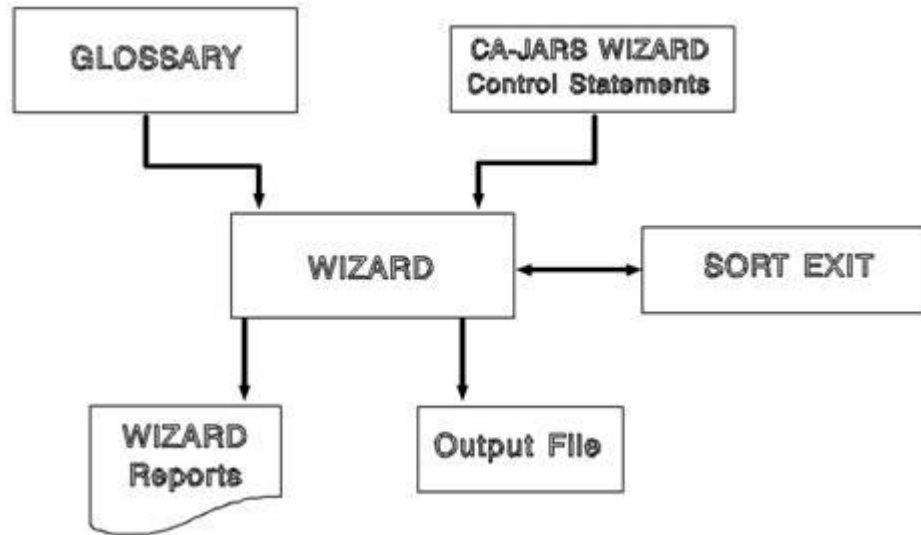 GLOSSARY
CA-JARS WIZARD
Control Statements
WIZARD
SORT EXIT
WIZARD
Reports
Output File